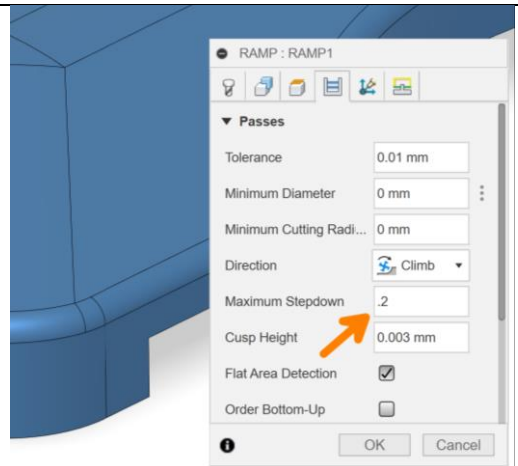 RAMP : RAMP1
Passes
Tolerance 0.01 mm
Minimum Diameter 0 mm
Minimum Cutting Radi... 0 mm
Direction Climb
Maximum Stepdown .2
Cusp Height 0.003 mm
Flat Area Detection
Order Bottom-Up
OK Cancel